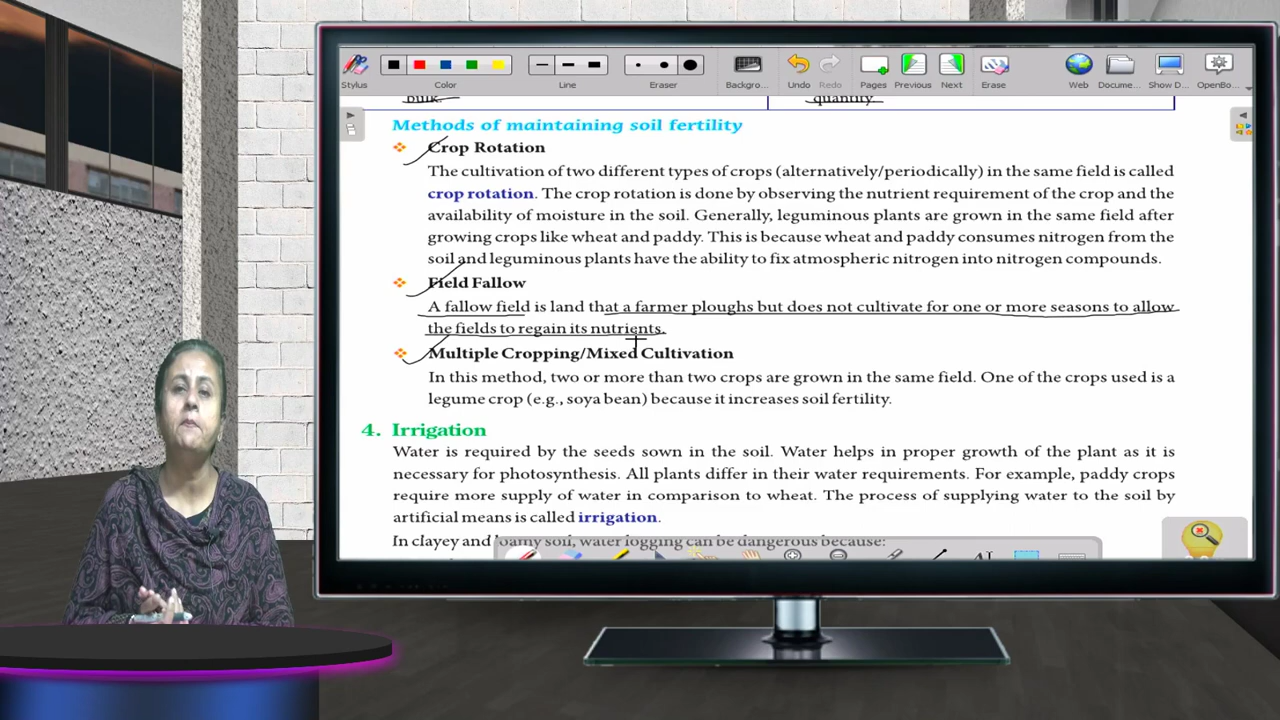 Stylus
Color
Line
Eraser
Backgro...
Undo
Redo
Pages
Previous
Next
Erase
Web
Docume...
Show D...
OpenBo...
bulk.
quantity.
Methods of maintaining soil fertility
Crop Rotation
The cultivation of two different types of crops (alternatively/periodically) in the same field is called
crop rotation. The crop rotation is done by observing the nutrient requirement of the crop and the
availability of moisture in the soil. Generally, leguminous plants are grown in the same field after
growing crops like wheat and paddy. This is because wheat and paddy consumes nitrogen from the
soil and leguminous plants have the ability to fix atmospheric nitrogen into nitrogen compounds.
Field Fallow
A fallow field is land that a farmer ploughs but does not cultivate for one or more seasons to allow
the fields to regain its nutrients.
Multiple Cropping/Mixed Cultivation
In this method, two or more than two crops are grown in the same field. One of the crops used is a
legume crop (e.g., soya bean) because it increases soil fertility.
4. Irrigation
Water is required by the seeds sown in the soil. Water helps in proper growth of the plant as it is
necessary for photosynthesis. All plants differ in their water requirements. For example, paddy crops
require more supply of water in comparison to wheat. The process of supplying water to the soil by
artificial means is called irrigation.
In clayey and loamy soil, water logging can be dangerous because: